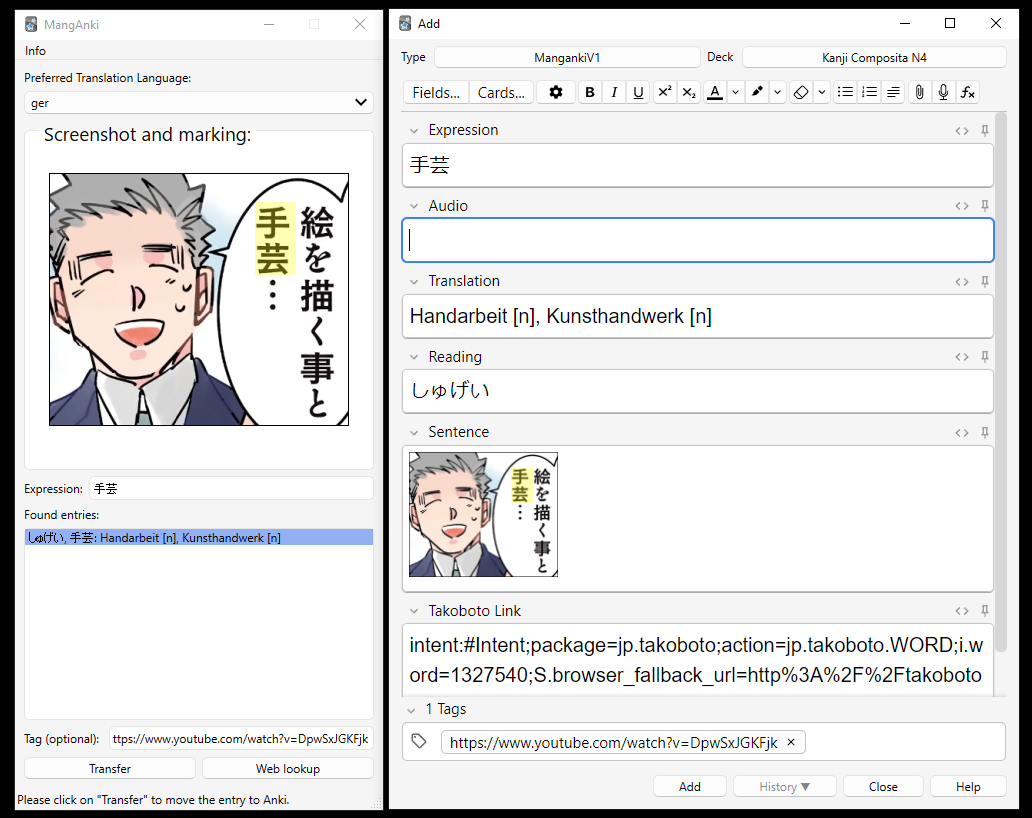 MangAnki
Info
Preferred Translation Language:
ger
Screenshot and marking:
絵を描く事と
手芸…
Expression: 手芸
Found entries:
しゅげい, 手芸: Handarbeit [n], Kunsthandwerk [n]
Tag (optional): ttps://www.youtube.com/watch?v=DpwSxJGKFjk
Transfer
Web lookup
Please click on "Transfer" to move the entry to Anki.
Add
Type MangankiV1 Deck Kanji Composita N4
Fields... Cards... B I U x² x₂ A fx
Expression
手芸
Audio
Translation
Handarbeit [n], Kunsthandwerk [n]
Reading
しゅげい
Sentence
絵を描く事と
手芸…
Takoboto Link
intent:#Intent;package=jp.takoboto;action=jp.takoboto.WORD;i.w
ord=1327540;S.browser_fallback_url=http%3A%2F%2Ftakoboto
1 Tags
https://www.youtube.com/watch?v=DpwSxJGKFjk ×
Add History ▼ Close Help